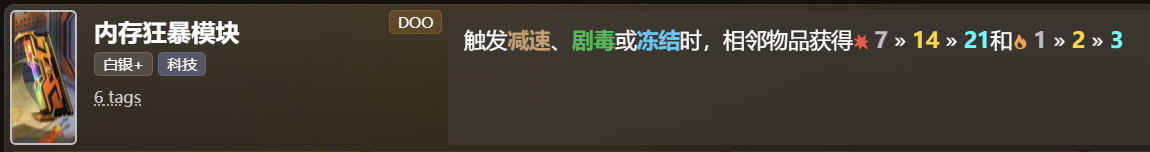 内存狂暴模块
DOO
白银+ 科技
6 tags
触发减速、剧毒或冻结时，相邻物品获得 7 » 14 » 21和 1 » 2 » 3